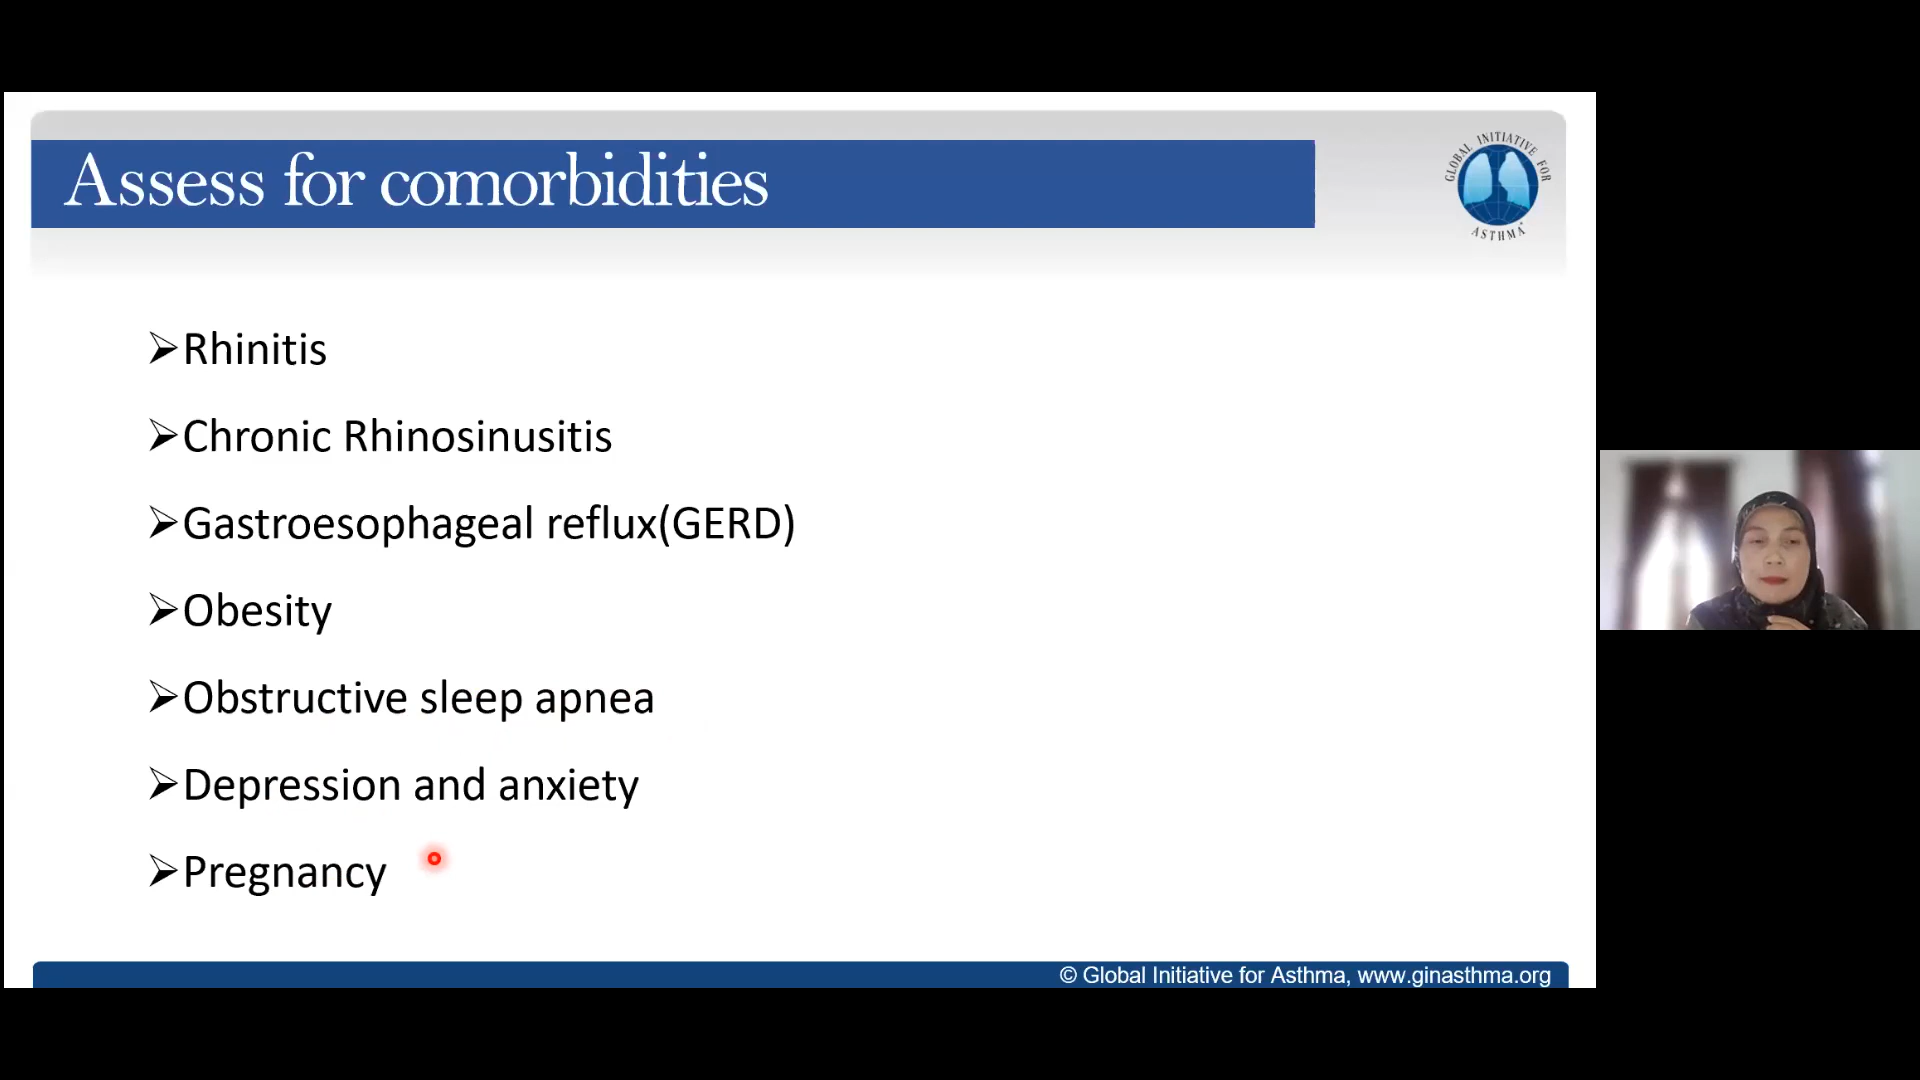 Assess for comorbidities
GLOBAL INITIATIVE FOR
ASTHMA
➢Rhinitis
➢Chronic Rhinosinusitis
➢Gastroesophageal reflux(GERD)
➢Obesity
➢Obstructive sleep apnea
➢Depression and anxiety
➢Pregnancy
© Global Initiative for Asthma, www.ginasthma.org